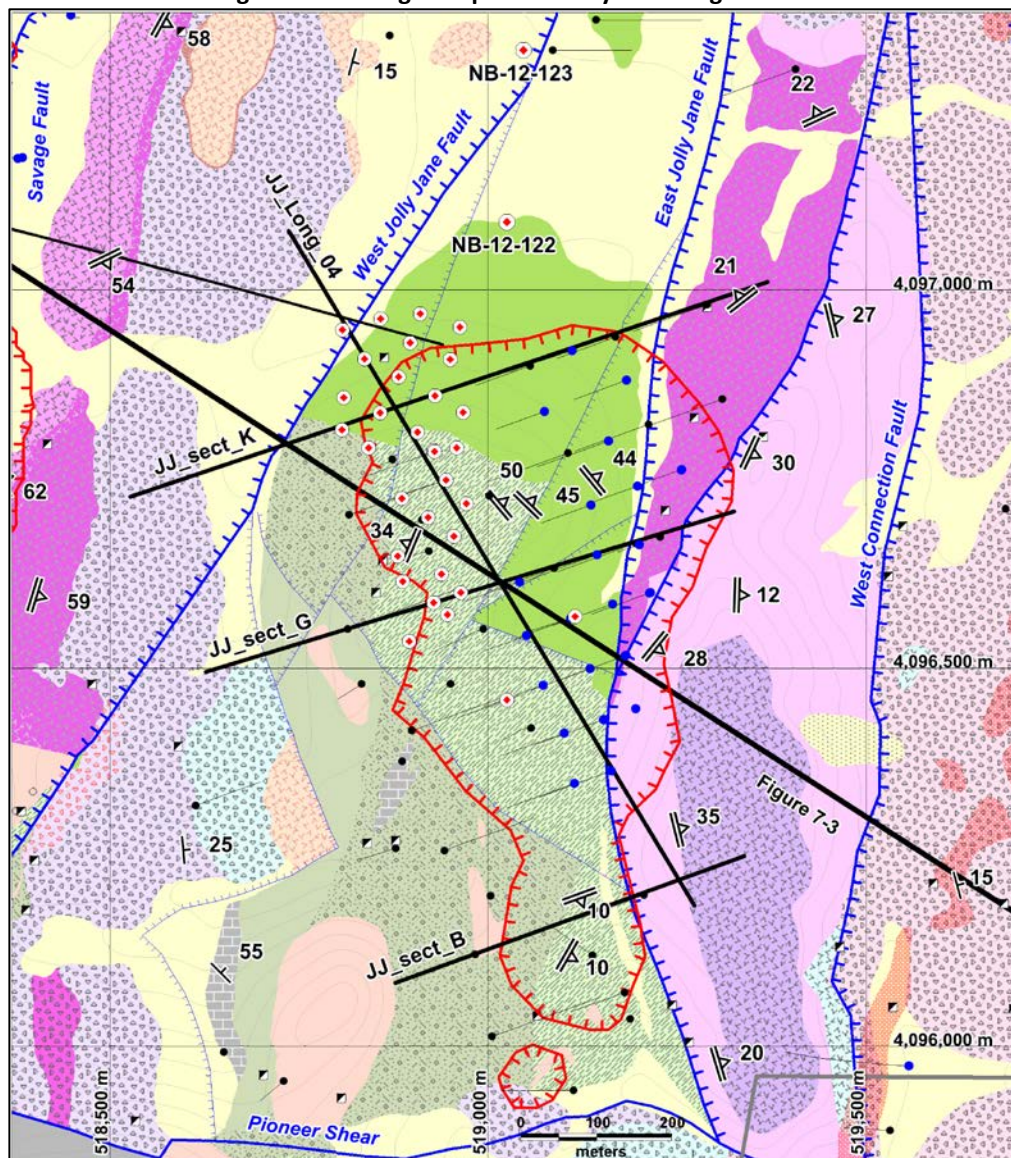 58
15
NB-12-123
22
Savage Fault
West Jolly Jane Fault
East Jolly Jane Fault
JJ_Long_04
NB-12-122
54
21
4,097,000 m
27
West Connection Fault
JJ_sect_K
62
50
44
45
30
34
59
12
JJ_sect_G
28
4,096,500 m
Figure 7-3
35
25
15
10
55
JJ_sect_B
10
4,096,000 m
20
518,500 m
Pioneer Shear
519,000 m
0
100
200
meters
519,500 m